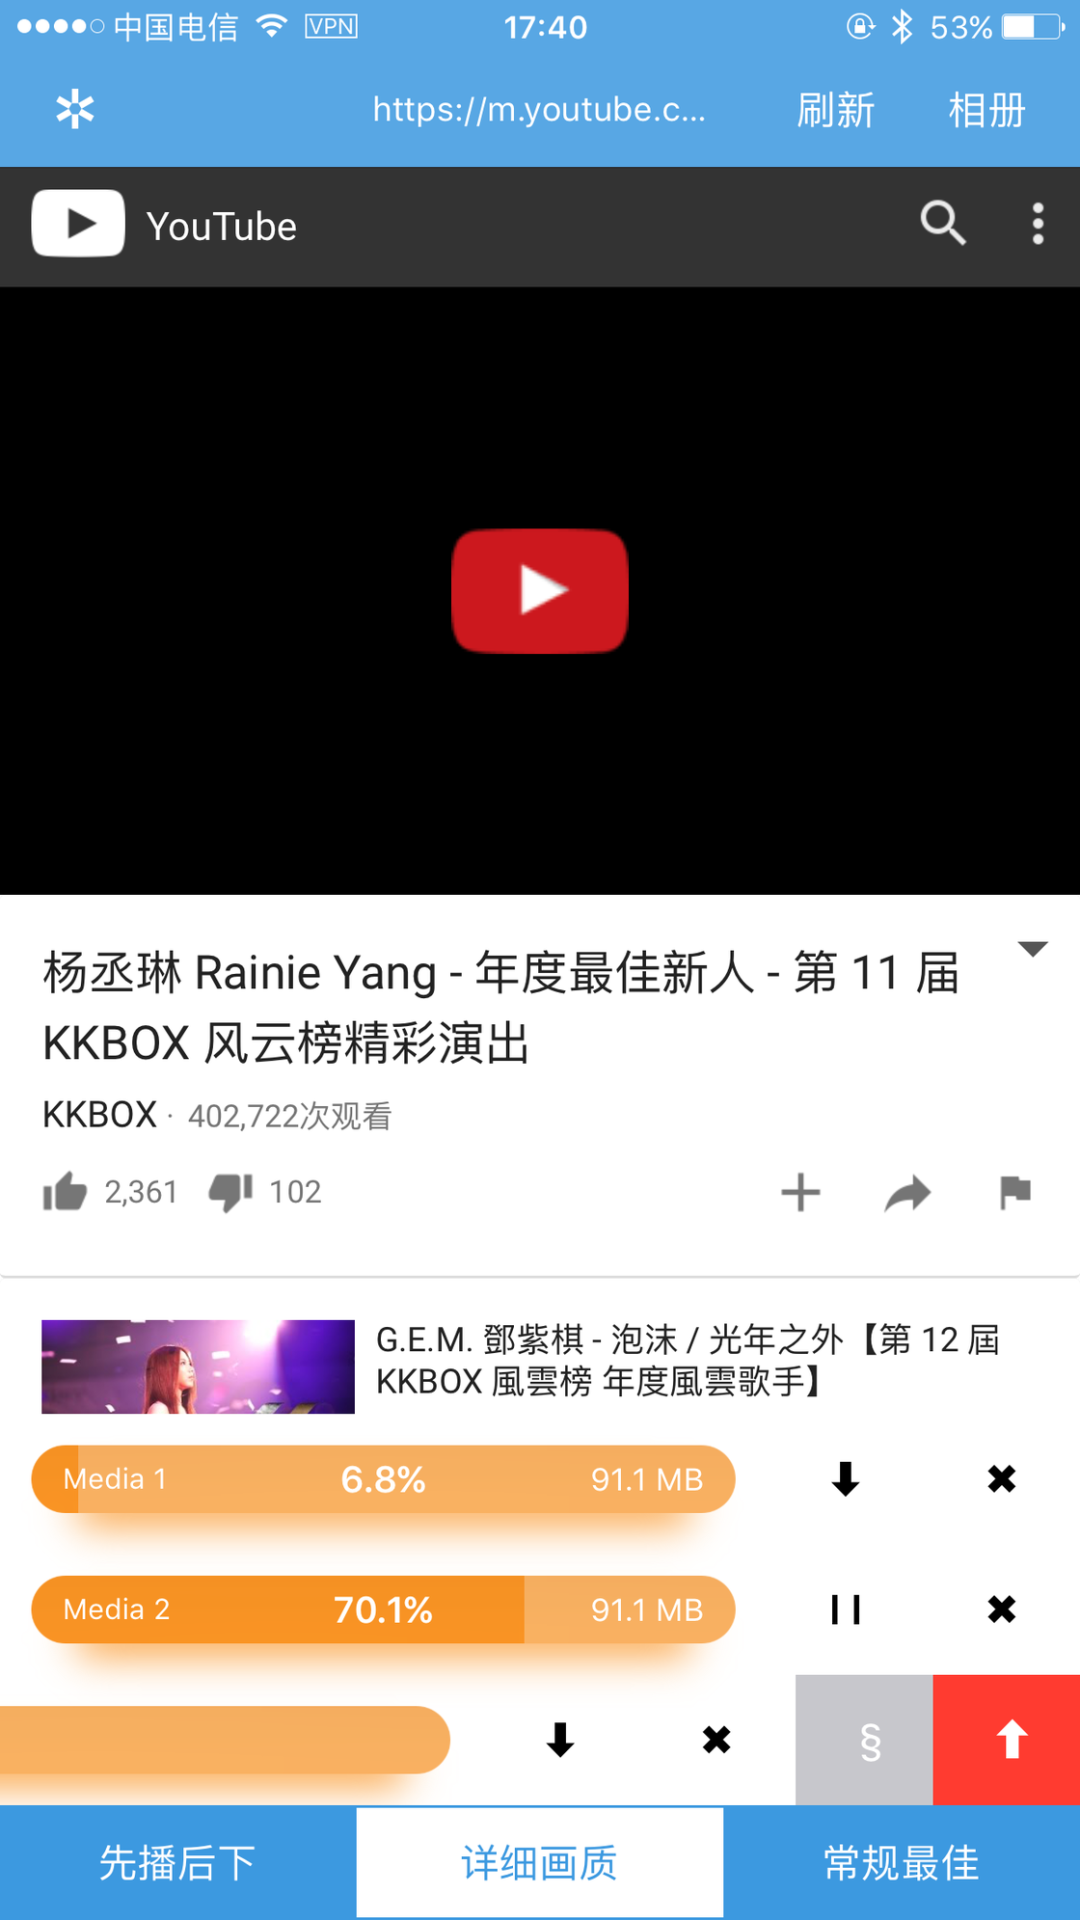 中国电信 VPN 17:40 53%
https://m.youtube.c... 刷新 相册
YouTube
杨丞琳 Rainie Yang - 年度最佳新人 - 第 11 届
KKBOX 风云榜精彩演出
KKBOX · 402,722次观看
2,361 102
G.E.M. 鄧紫棋 - 泡沫 / 光年之外【第 12 屆
KKBOX 風雲榜 年度風雲歌手】
Media 1 6.8% 91.1 MB
Media 2 70.1% 91.1 MB
§
先播后下 详细画质 常规最佳